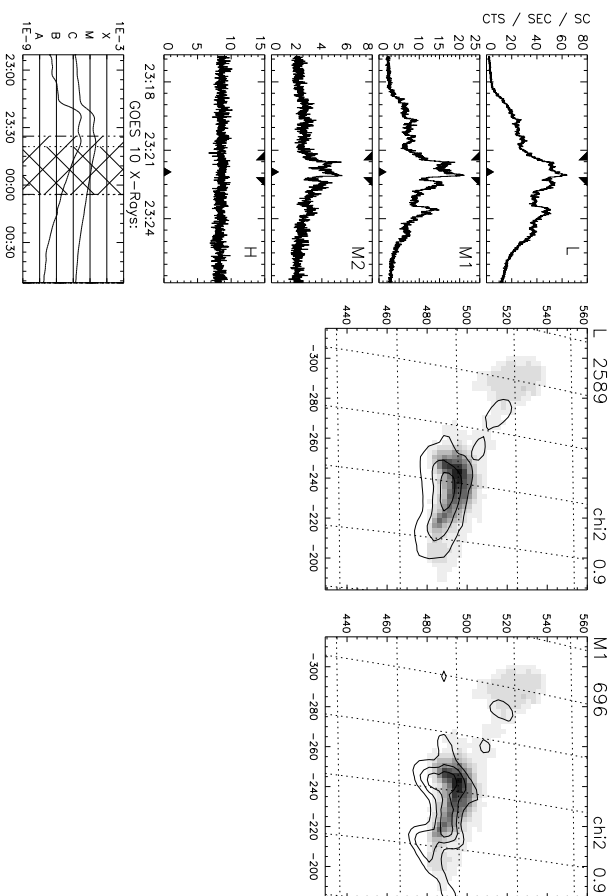 CTS / SEC / SC
80
60
40
20
0
L
25
20
15
10
5
0
M1
8
6
4
2
0
M2
15
10
5
0
H
23:18 23:21 23:24
GOES 10 X-Rays:
1E-3
X
M
C
B
A
1E-9
23:00 23:30 00:00 00:30
L 2589 chi2 0.9
560
540
520
500
480
460
440
-300 -280 -260 -240 -220 -200
M1 696 chi2 0.9
560
540
520
500
480
460
440
-300 -280 -260 -240 -220 -200